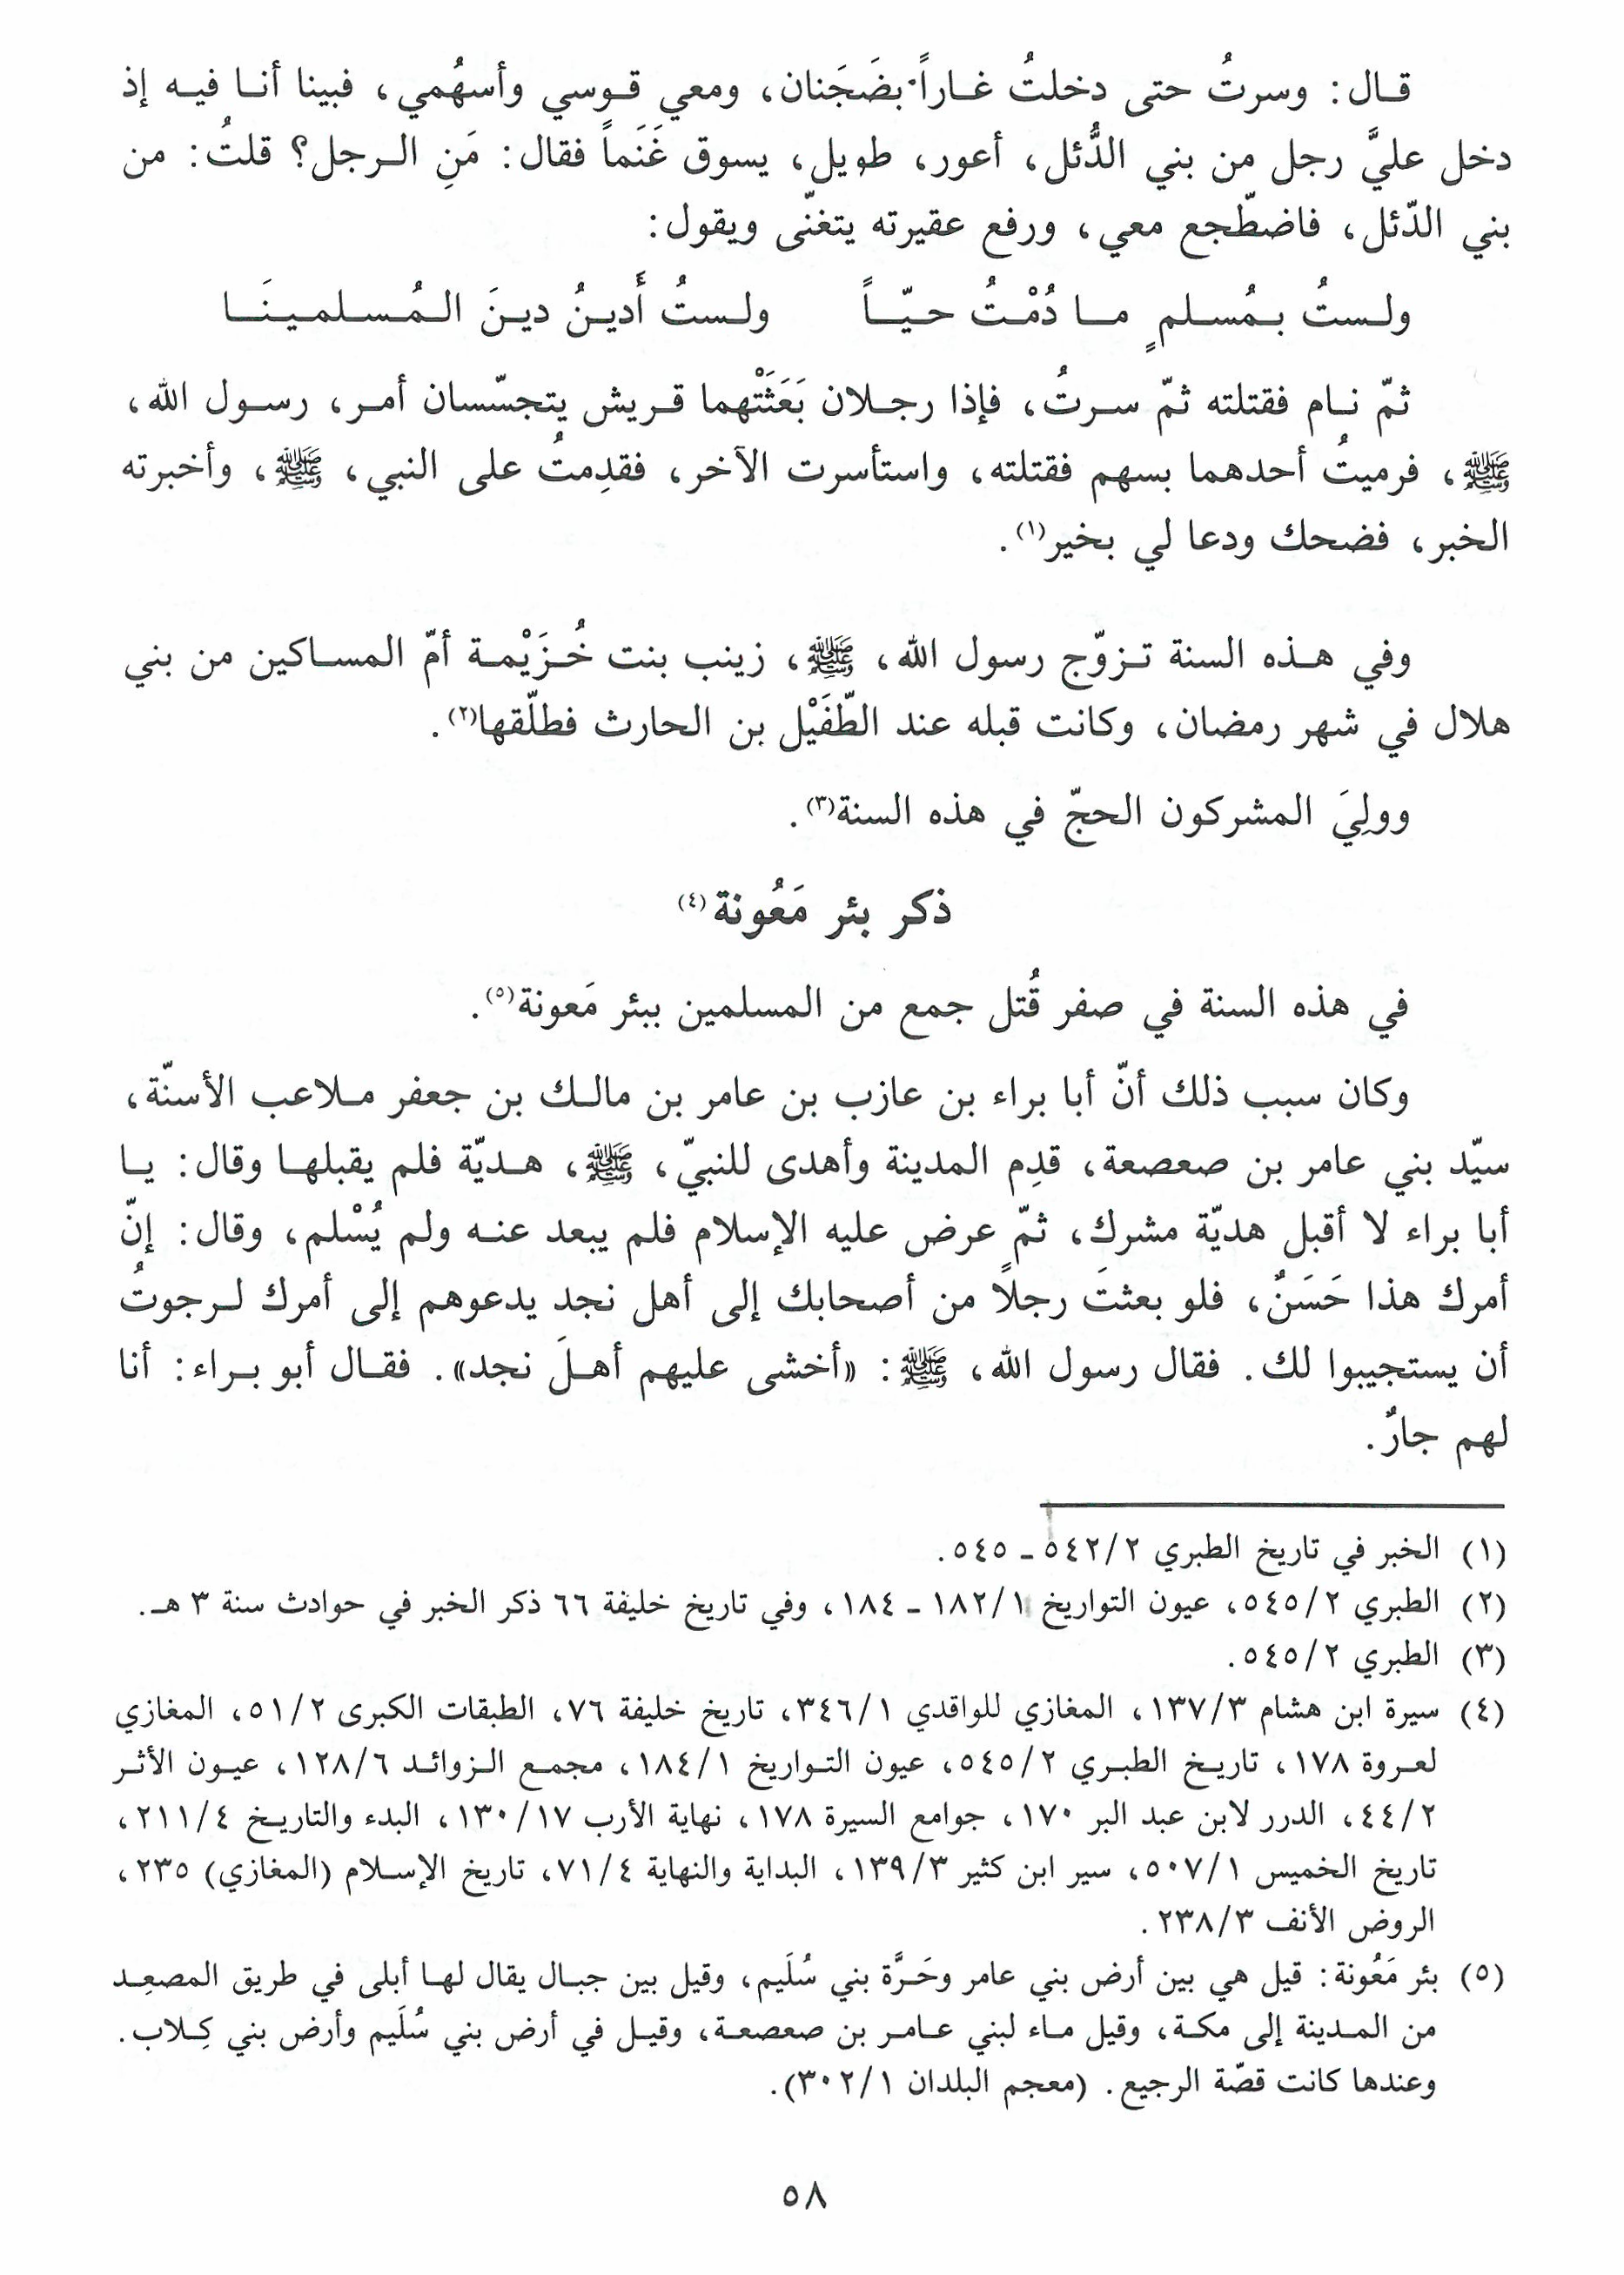 قال: وسرتُ حتى دخلتُ غاراً بضَجَنان، ومعي قوسي وأسهُمي، فبينا أنا فيه إذ
دخل عليَّ رجل من بني الدُّئل، أعور، طويل، يسوق غَنَماً فقال: مَنِ الرجل؟ قلتُ: من
بني الدّئل، فاضطّجع معي، ورفع عقيرته يتغنّى ويقول:
ولستُ بمُسلمٍ ما دُمْتُ حيّاً ولستُ أَدينُ دينَ المُسلمينَا
ثمّ نام فقتلته ثمّ سرتُ، فإذا رجلان بَعَثَتْهما قريش يتجسّسان أمر، رسول الله،
ﷺ، فرميتُ أحدهما بسهم فقتلته، واستأسرت الآخر، فقدِمتُ على النبي، ﷺ، وأخبرته
الخبر، فضحك ودعا لي بخير(١).
وفي هذه السنة تزوّج رسول الله، ﷺ، زينب بنت خُزَيْمة أمّ المساكين من بني
هلال في شهر رمضان، وكانت قبله عند الطّفَيْل بن الحارث فطلّقها(٢).
وولِيَ المشركون الحجّ في هذه السنة(٣).
ذكر بئر مَعُونة(٤)
في هذه السنة في صفر قُتل جمع من المسلمين ببئر مَعونة(٥).
وكان سبب ذلك أنّ أبا براء بن عازب بن عامر بن مالك بن جعفر ملاعب الأسنّة،
سيّد بني عامر بن صعصعة، قدِم المدينة وأهدى للنبيّ، ﷺ، هديّة فلم يقبلها وقال: يا
أبا براء لا أقبل هديّة مشرك، ثمّ عرض عليه الإسلام فلم يبعد عنه ولم يُسْلم، وقال: إنّ
أمرك هذا حَسَنٌ، فلو بعثتَ رجلاً من أصحابك إلى أهل نجد يدعوهم إلى أمرك لرجوتُ
أن يستجيبوا لك. فقال رسول الله، ﷺ: «أخشى عليهم أهلَ نجد». فقال أبو براء: أنا
لهم جارٌ.
(١) الخبر في تاريخ الطبري ٢/٥٤٢ ـ ٥٤٥.
(٢) الطبري ٢/٥٤٥، عيون التواريخ ١/١٨٢ ـ ١٨٤، وفي تاريخ خليفة ٦٦ ذكر الخبر في حوادث سنة ٣ هـ.
(٣) الطبري ٢/٥٤٥.
(٤) سيرة ابن هشام ٣/١٣٧، المغازي للواقدي ١/٣٤٦، تاريخ خليفة ٧٦، الطبقات الكبرى ٢/٥١، المغازي
لعروة ١٧٨، تاريخ الطبري ٢/٥٤٥، عيون التواريخ ١/١٨٤، مجمع الزوائد ٦/١٢٨، عيون الأثر
٢/٤٤، الدرر لابن عبد البر ١٧٠، جوامع السيرة ١٧٨، نهاية الأرب ١٧/١٣٠، البدء والتاريخ ٤/٢١١،
تاريخ الخميس ١/٥٠٧، سير ابن كثير ٣/١٣٩، البداية والنهاية ٤/٧١، تاريخ الإسلام (المغازي) ٢٣٥،
الروض الأنف ٣/٢٣٨.
(٥) بئر مَعُونة: قيل هي بين أرض بني عامر وحَرَّة بني سُلَيم، وقيل بين جبال يقال لها أبلى في طريق المصعِد
من المدينة إلى مكة، وقيل ماء لبني عامر بن صعصعة، وقيل في أرض بني سُلَيم وأرض بني كِلاب.
وعندها كانت قصّة الرجيع. (معجم البلدان ١/٣٠٢).
٥٨